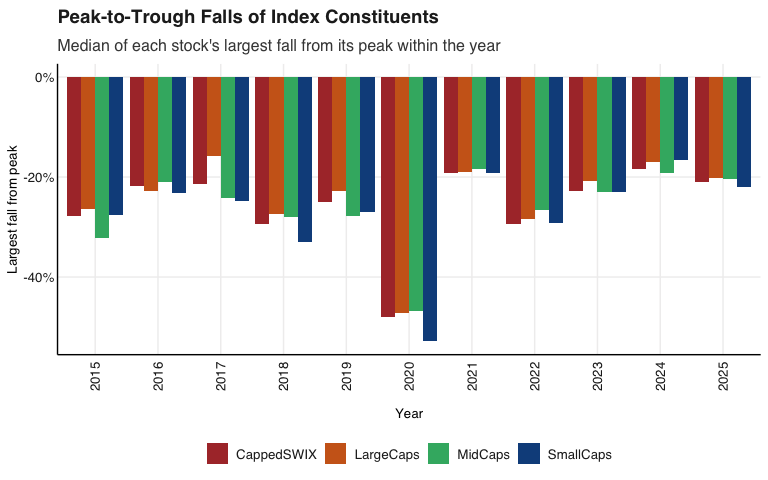 Peak-to-Trough Falls of Index Constituents
Median of each stock's largest fall from its peak within the year
0%
-20%
-40%
Largest fall from peak
2015 2016 2017 2018 2019 2020 2021 2022 2023 2024 2025
Year
CappedSWIX LargeCaps MidCaps SmallCaps